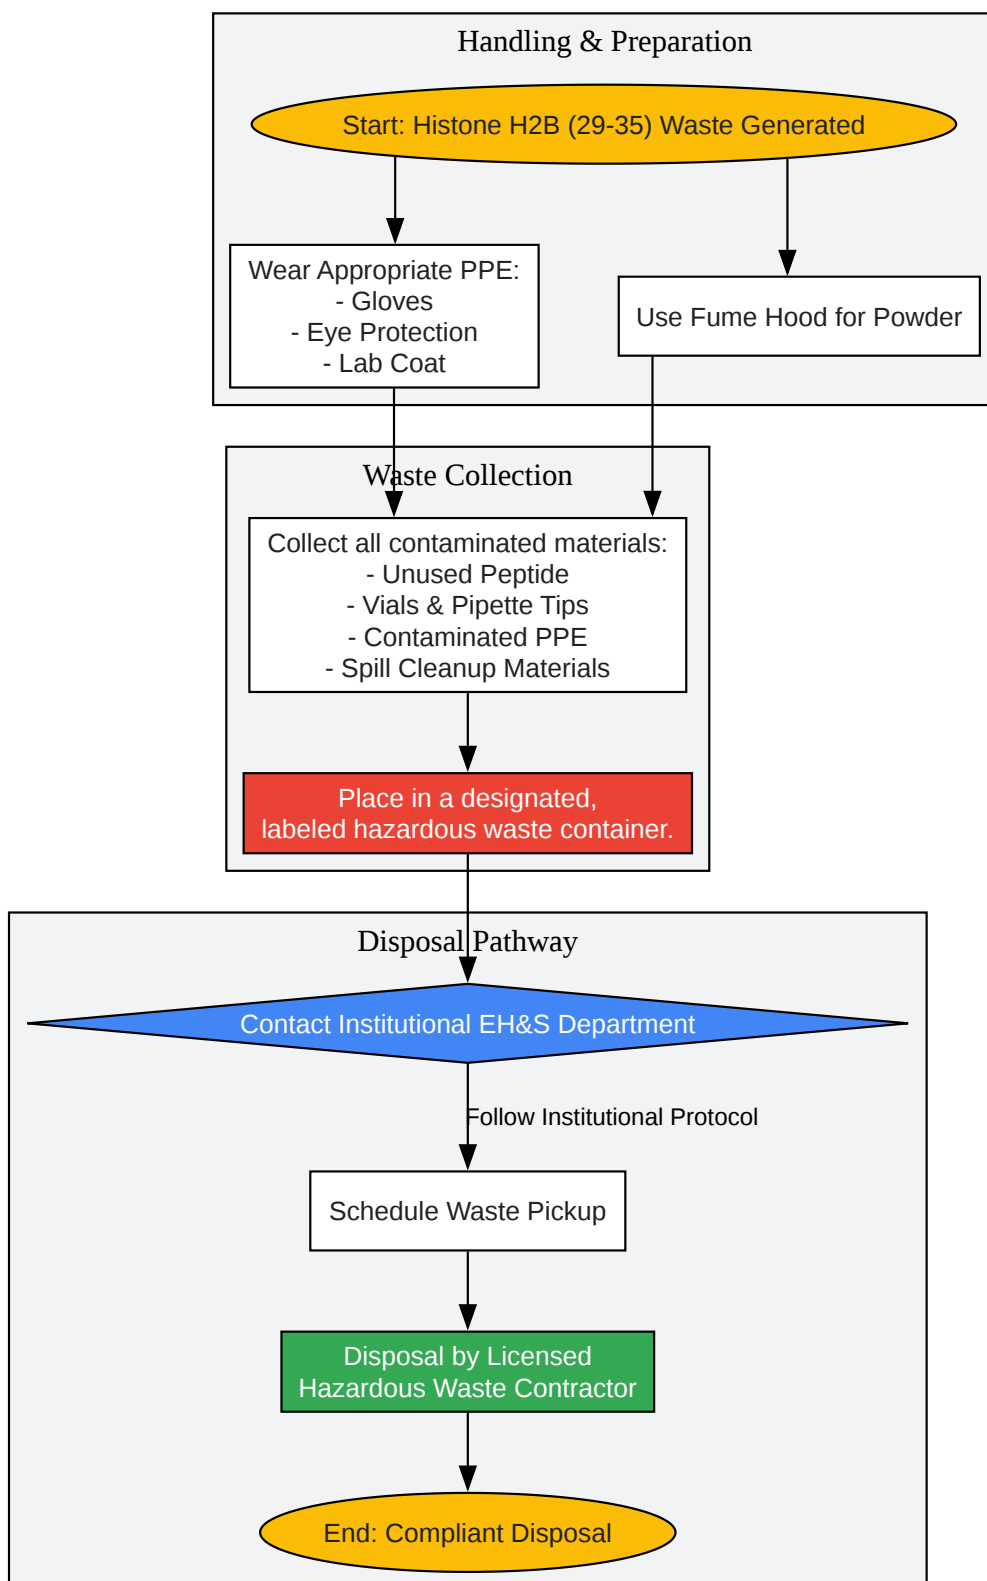 Handling & Preparation
Start: Histone H2B (29-35) Waste Generated
Wear Appropriate PPE:
- Gloves
- Eye Protection
- Lab Coat
Use Fume Hood for Powder
Waste Collection
Collect all contaminated materials:
- Unused Peptide
- Vials & Pipette Tips
- Contaminated PPE
- Spill Cleanup Materials
Place in a designated,
labeled hazardous waste container.
Disposal Pathway
Contact Institutional EH&S Department
Follow Institutional Protocol
Schedule Waste Pickup
Disposal by Licensed
Hazardous Waste Contractor
End: Compliant Disposal